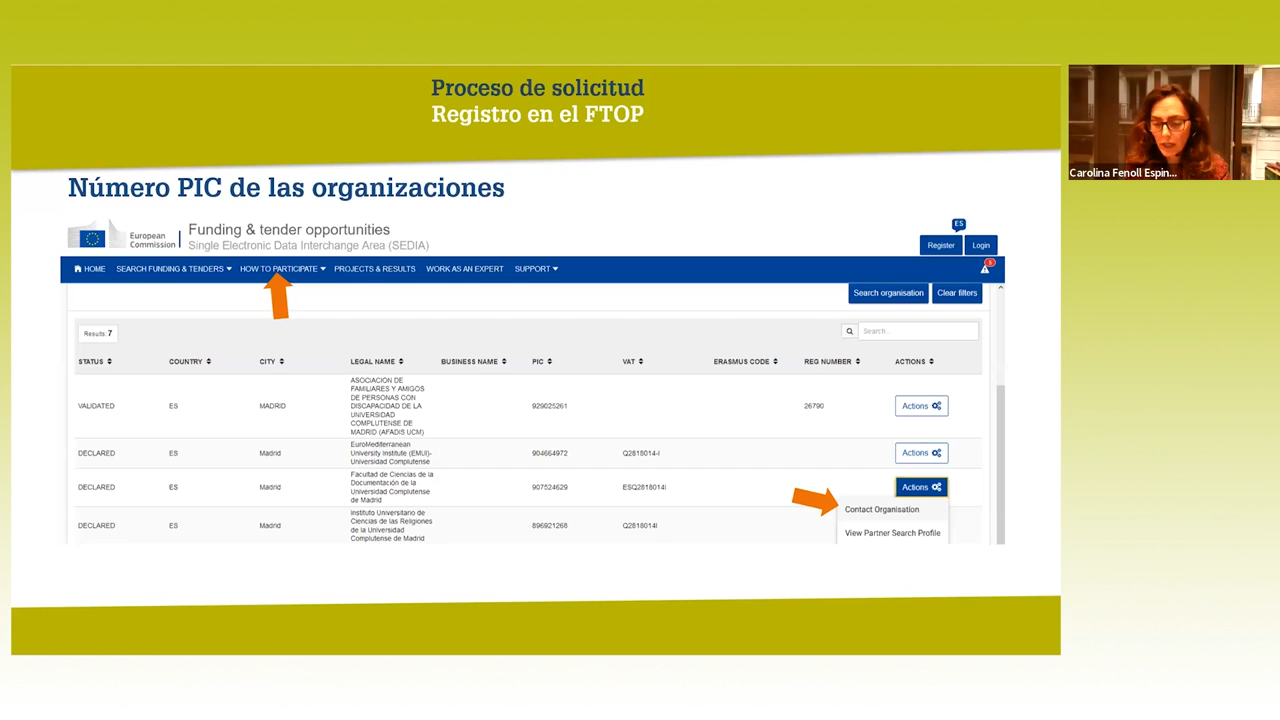 Proceso de solicitud
Registro en el FTOP
Carolina Fenoll Espin...
Número PIC de las organizaciones
European
Commission
Funding & tender opportunities
Single Electronic Data Interchange Area (SEDIA)
ES
Register
Login
HOME
SEARCH FUNDING & TENDERS
HOW TO PARTICIPATE
PROJECTS & RESULTS
WORK AS AN EXPERT
SUPPORT
Search organisation
Clear filters
Results: 7
Search...
STATUS
COUNTRY
CITY
LEGAL NAME
BUSINESS NAME
PIC
VAT
ERASMUS CODE
REG NUMBER
ACTIONS
VALIDATED
ES
MADRID
ASOCIACION DE
FAMILIARES Y AMIGOS
DE PERSONAS CON
DISCAPACIDAD DE LA
UNIVERSIDAD
COMPLUTENSE DE
MADRID (AFADIS UCM)
929025261
26790
Actions
DECLARED
ES
Madrid
EuroMediterranean
University Institute (EMUI)-
Universidad Complutense
904664972
Q2818014-I
Actions
DECLARED
ES
Madrid
Facultad de Ciencias de la
Documentación de la
Universidad Complutense
de Madrid
907524629
ESQ2818014I
Actions
Contact Organisation
View Partner Search Profile
DECLARED
ES
Madrid
Instituto Universitario de
Ciencias de las Religiones
de la Universidad
Complutense de Madrid
896921268
Q2818014I